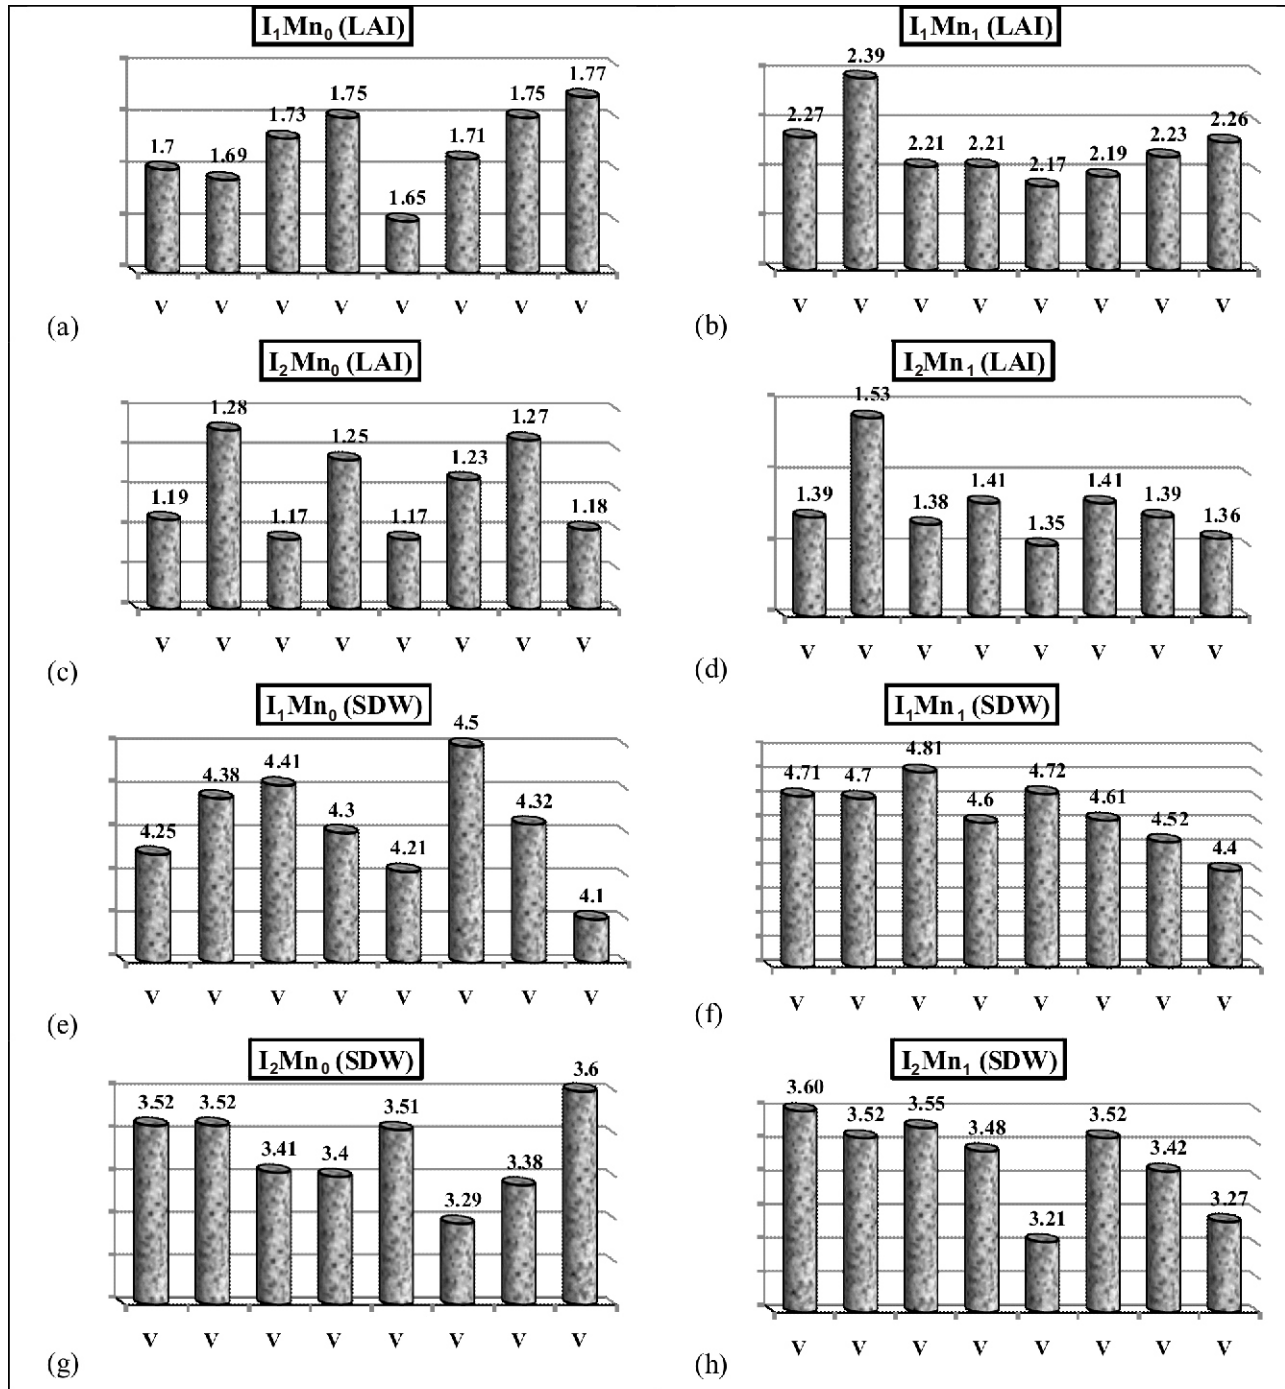 I₁Mn₀ (LAI)
1.7 1.69 1.73 1.75 1.65 1.71 1.75 1.77
V V V V V V V V
(a)
I₁Mn₁ (LAI)
2.27 2.39 2.21 2.21 2.17 2.19 2.23 2.26
V V V V V V V V
(b)
I₂Mn₀ (LAI)
1.19 1.28 1.17 1.25 1.17 1.23 1.27 1.18
V V V V V V V V
(c)
I₂Mn₁ (LAI)
1.39 1.53 1.38 1.41 1.35 1.41 1.39 1.36
V V V V V V V V
(d)
I₁Mn₀ (SDW)
4.25 4.38 4.41 4.3 4.21 4.5 4.32 4.1
V V V V V V V V
(e)
I₁Mn₁ (SDW)
4.71 4.7 4.81 4.6 4.72 4.61 4.52 4.4
V V V V V V V V
(f)
I₂Mn₀ (SDW)
3.52 3.52 3.41 3.4 3.51 3.29 3.38 3.6
V V V V V V V V
(g)
I₂Mn₁ (SDW)
3.60 3.52 3.55 3.48 3.21 3.52 3.42 3.27
V V V V V V V V
(h)